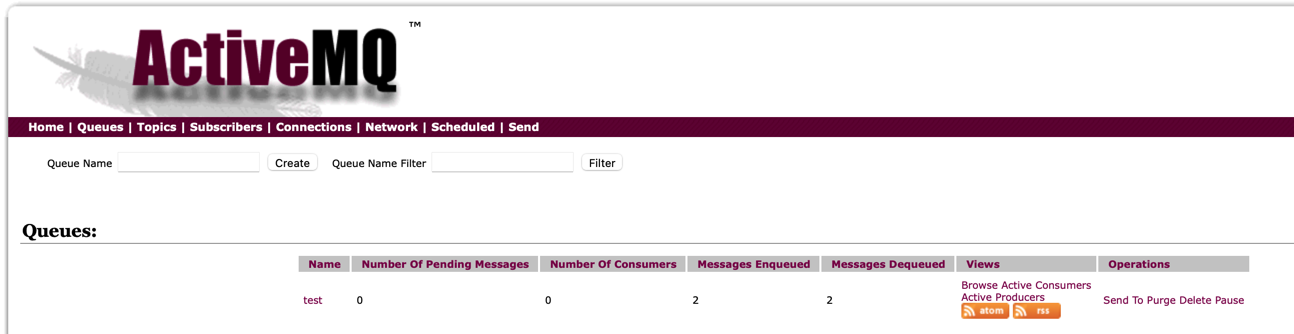 ActiveMQ™
Home | Queues | Topics | Subscribers | Connections | Network | Scheduled | Send
Queue Name Create Queue Name Filter Filter
Queues:
Name Number Of Pending Messages Number Of Consumers Messages Enqueued Messages Dequeued Views Operations
test 0 0 2 2 Browse Active Consumers
Active Producers
atom rss
Send To Purge Delete Pause